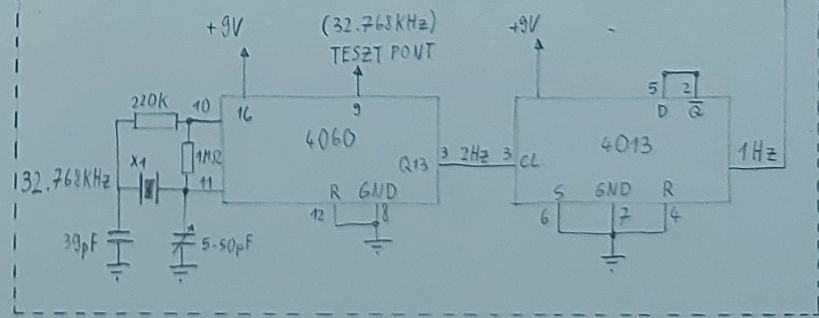 +9V
(32.768KHz)
TESZT PONT
+9V
220K
10
16
9
4060
5
D
2
Q̅
4013
1MΩ
X1
11
32.768KHz
Q13
3
2Hz
3
CL
1Hz
R
GND
12
8
S
GND
R
6
7
4
39pF
5-50pF